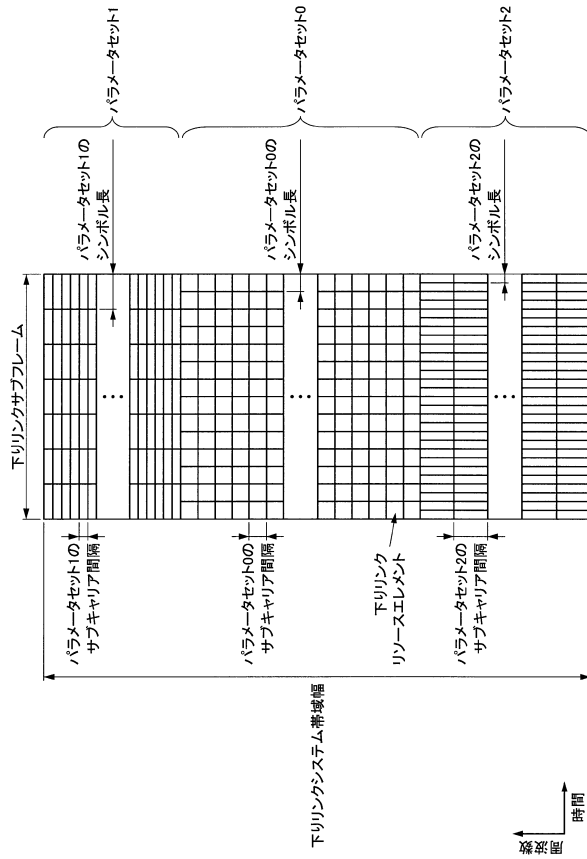 下りリンクサブフレーム
パラメータセット1の
シンボル長
パラメータセット1
パラメータセット1の
サブキャリア間隔
パラメータセット0の
シンボル長
パラメータセット0
パラメータセット0の
サブキャリア間隔
下りリンク
リソースエレメント
パラメータセット2の
シンボル長
パラメータセット2
パラメータセット2の
サブキャリア間隔
下りリンクシステム帯域幅
周波数
時間